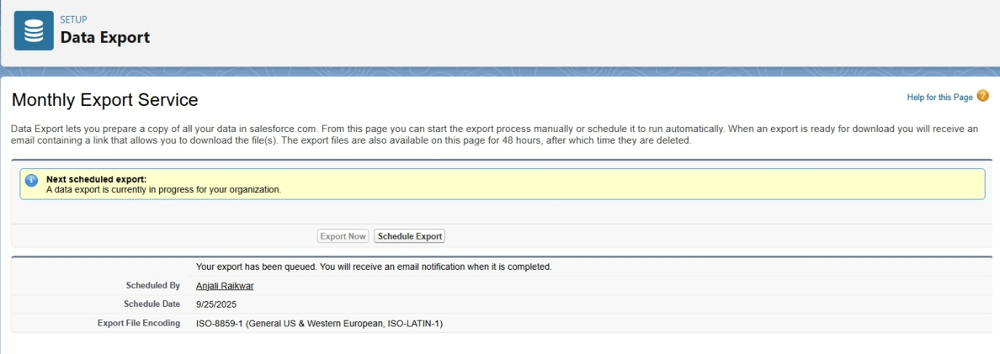 SETUP
Data Export
Monthly Export Service
Help for this Page ?
Data Export lets you prepare a copy of all your data in salesforce.com. From this page you can start the export process manually or schedule it to run automatically. When an export is ready for download you will receive an
email containing a link that allows you to download the file(s). The export files are also available on this page for 48 hours, after which time they are deleted.
i
Next scheduled export:
A data export is currently in progress for your organization.
Export Now Schedule Export
Your export has been queued. You will receive an email notification when it is completed.
Scheduled By Anjali Raikwar
Schedule Date 9/25/2025
Export File Encoding ISO-8859-1 (General US & Western European, ISO-LATIN-1)